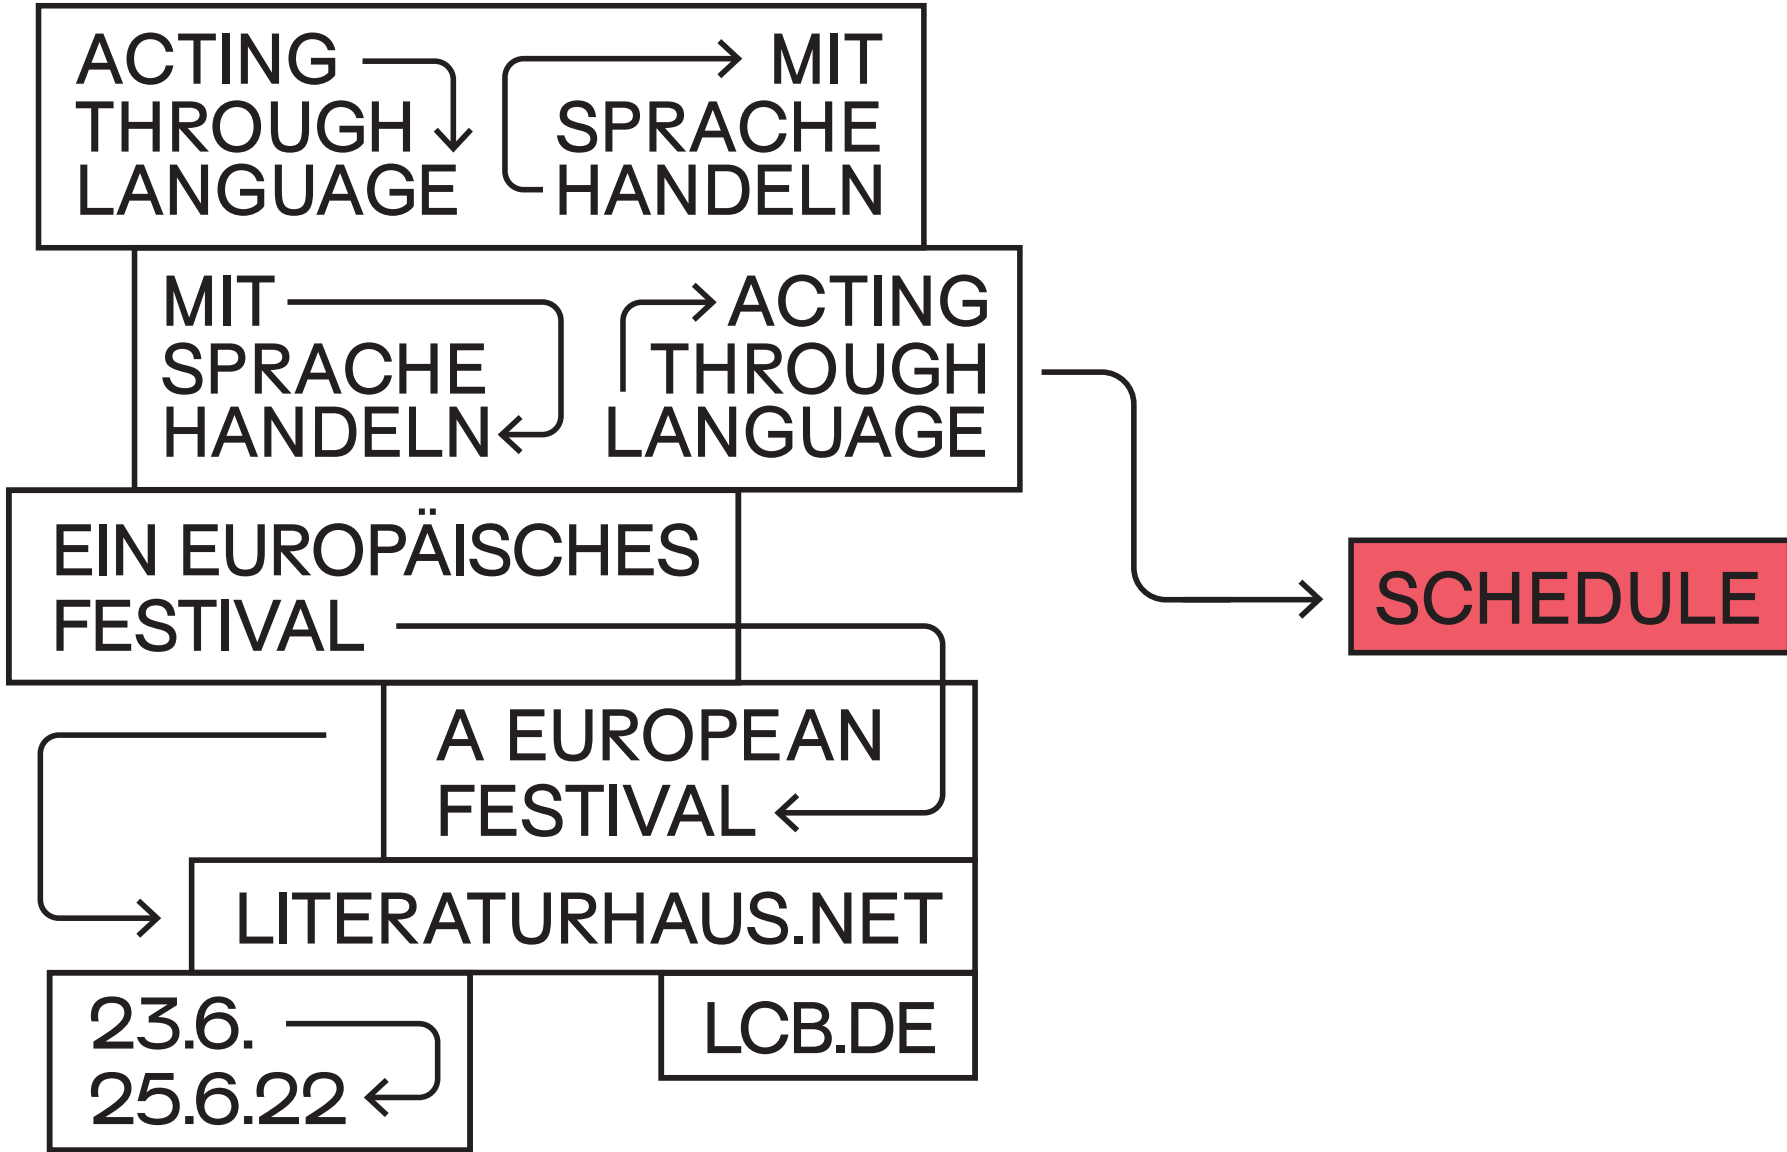 ACTING
THROUGH
LANGUAGE
MIT
SPRACHE
HANDELN
MIT
SPRACHE
HANDELN
ACTING
THROUGH
LANGUAGE
EIN EUROPÄISCHES
FESTIVAL
A EUROPEAN
FESTIVAL
LITERATURHAUS.NET
23.6.
25.6.22
LCB.DE
SCHEDULE